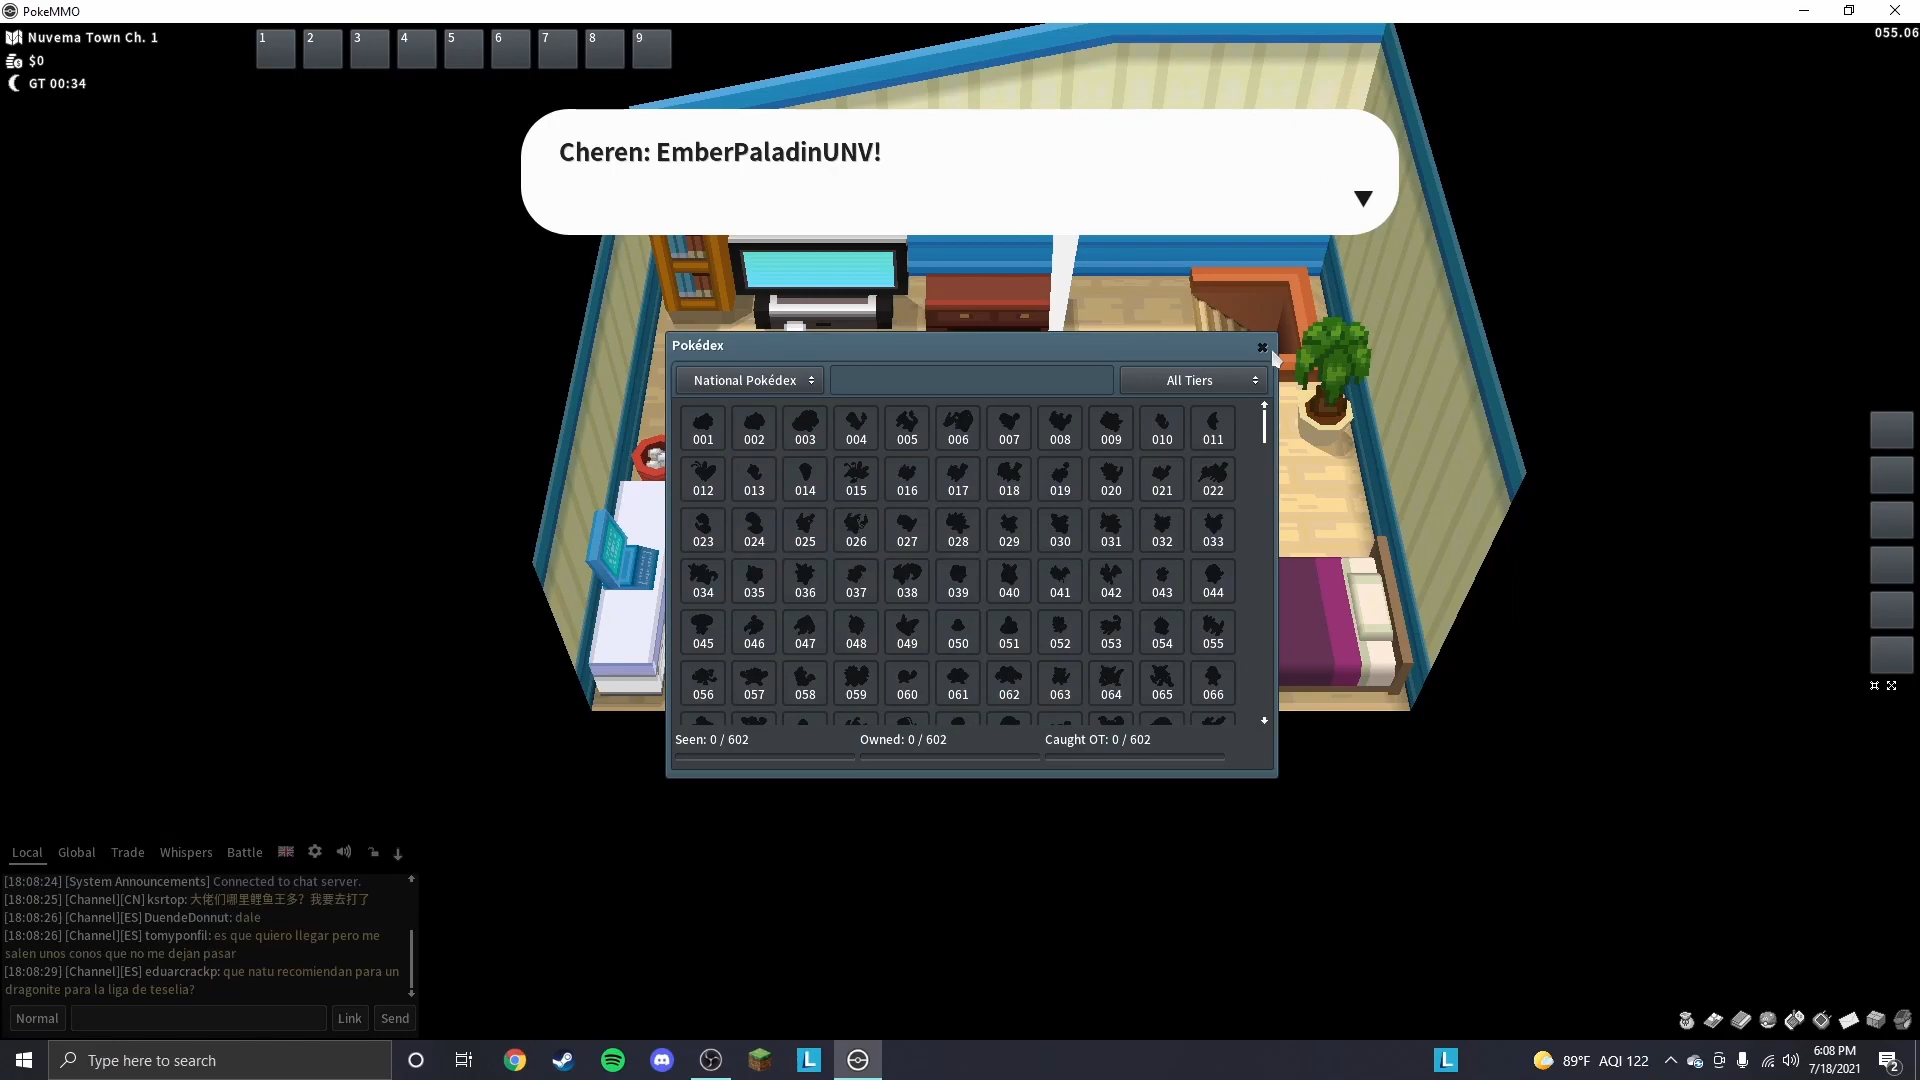 PokeMMO
Nuvema Town Ch. 1
$0
GT 00:34
1 2 3 4 5 6 7 8 9
055.06
Cheren: EmberPaladinUNV!
Pokédex
National Pokédex
All Tiers
001 002 003 004 005 006 007 008 009 010 011
012 013 014 015 016 017 018 019 020 021 022
023 024 025 026 027 028 029 030 031 032 033
034 035 036 037 038 039 040 041 042 043 044
045 046 047 048 049 050 051 052 053 054 055
056 057 058 059 060 061 062 063 064 065 066
Seen: 0 / 602 Owned: 0 / 602 Caught OT: 0 / 602
Local Global Trade Whispers Battle
[18:08:24] [System Announcements] Connected to chat server.
[18:08:25] [Channel][CN] ksrtop: 大佬们哪里鲤鱼王多？我要去打了
[18:08:26] [Channel][ES] DuendeDonnut: dale
[18:08:26] [Channel][ES] tomyponfil: es que quiero llegar pero me
salen unos conos que no me dejan pasar
[18:08:29] [Channel][ES] eduarcrackp: que natu recomiendan para un
dragonite para la liga de teselia?
Normal Link Send
Type here to search
L
L
89°F AQI 122
6:08 PM
7/18/2021
2